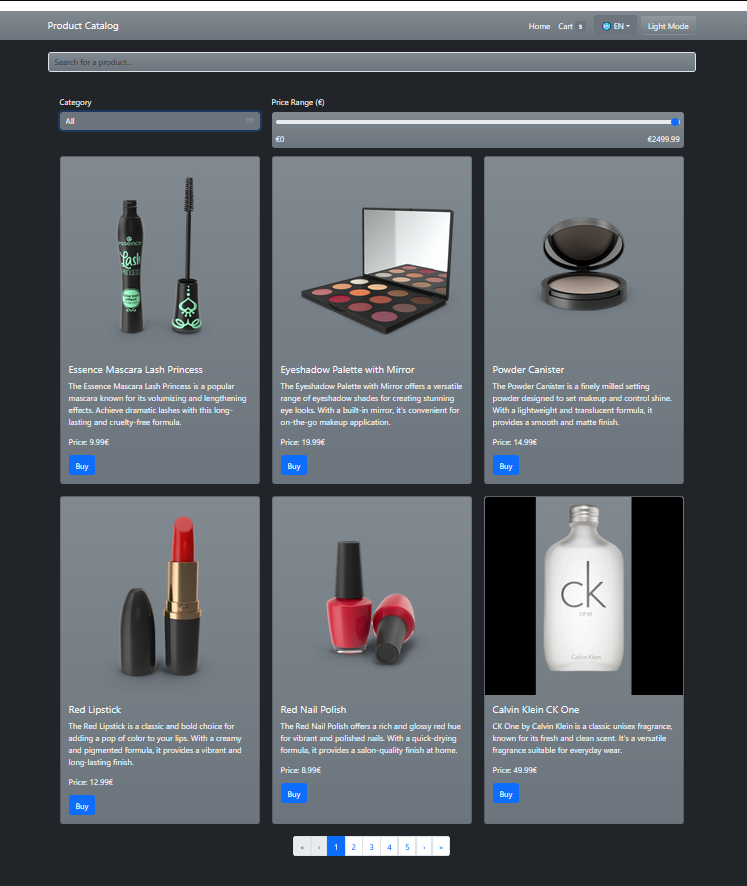 Product Catalog
Home Cart 5 EN Light Mode
Search for a product...
Category Price Range (€)
All
€0 €2499.99
essence
Lash
PRINCESS
Essence Mascara Lash Princess
The Essence Mascara Lash Princess is a popular
mascara known for its volumizing and lengthening
effects. Achieve dramatic lashes with this long-
lasting and cruelty-free formula.
Price: 9.99€
Buy
Eyeshadow Palette with Mirror
The Eyeshadow Palette with Mirror offers a versatile
range of eyeshadow shades for creating stunning
eye looks. With a built-in mirror, it's convenient for
on-the-go makeup application.
Price: 19.99€
Buy
Powder Canister
The Powder Canister is a finely milled setting
powder designed to set makeup and control shine.
With a lightweight and translucent formula, it
provides a smooth and matte finish.
Price: 14.99€
Buy
Red Lipstick
The Red Lipstick is a classic and bold choice for
adding a pop of color to your lips. With a creamy
and pigmented formula, it provides a vibrant and
long-lasting finish.
Price: 12.99€
Buy
Red Nail Polish
The Red Nail Polish offers a rich and glossy red hue
for vibrant and polished nails. With a quick-drying
formula, it provides a salon-quality finish at home.
Price: 8.99€
Buy
ck
one
Calvin Klein
Calvin Klein CK One
CK One by Calvin Klein is a classic unisex fragrance,
known for its fresh and clean scent. It's a versatile
fragrance suitable for everyday wear.
Price: 49.99€
Buy
« ‹ 1 2 3 4 5 › »